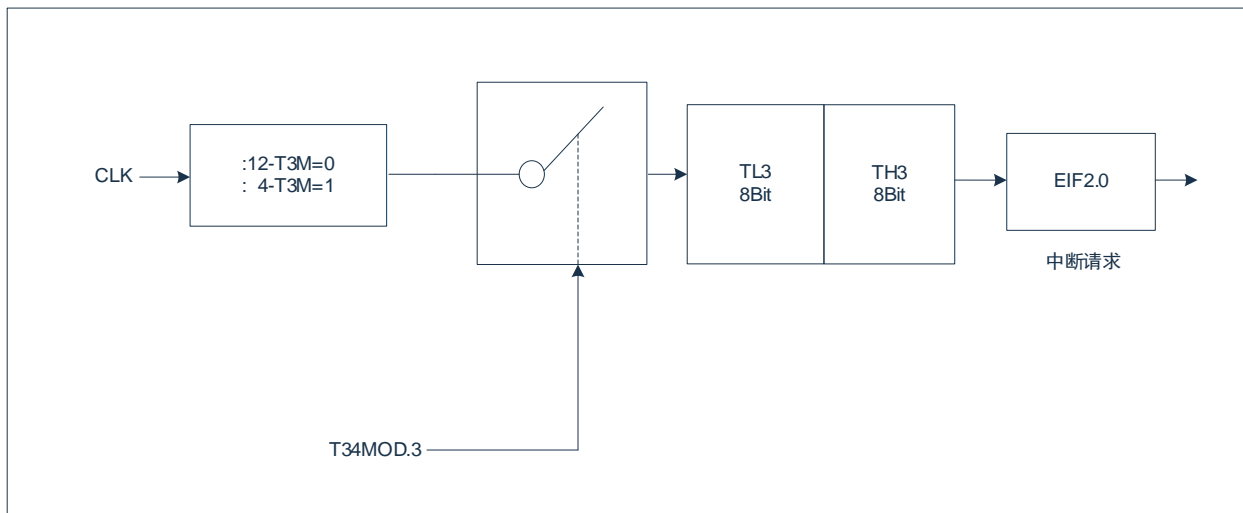 CLK
:12-T3M=0
: 4-T3M=1
TL3
8Bit
TH3
8Bit
EIF2.0
中断请求
T34MOD.3